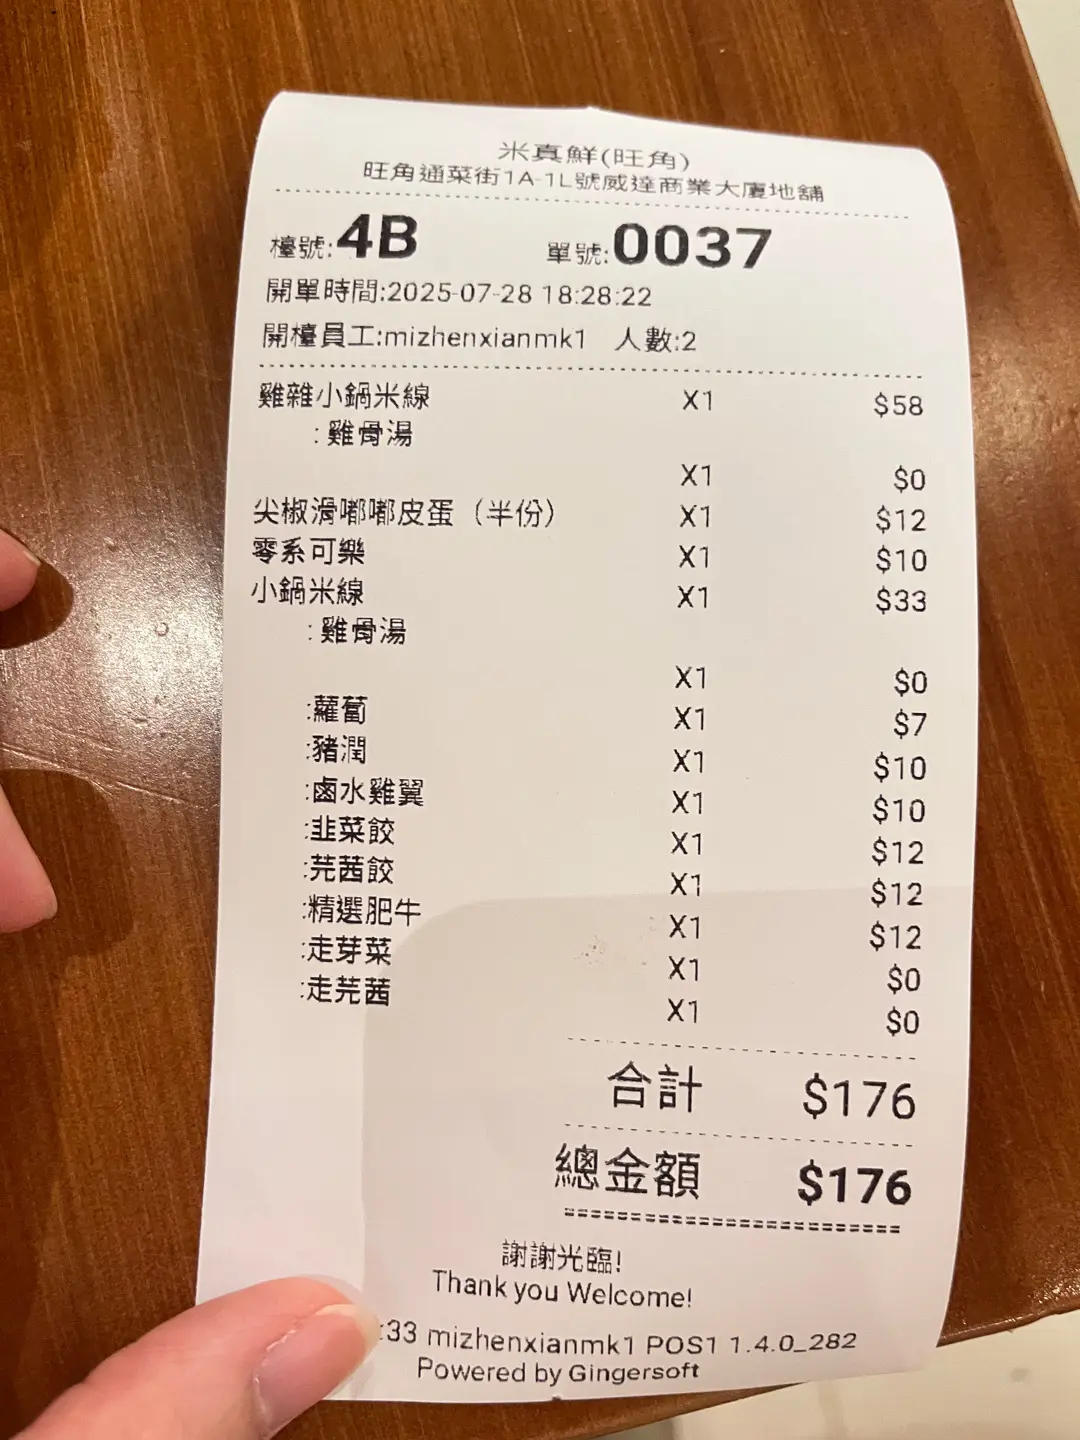 米真鮮(旺角)
旺角通菜街1A-1L號威達商業大廈地舖
檯號:4B 單號:0037
開單時間:2025-07-28 18:28:22
開檯員工:mizhenxianmk1 人數:2
雞雜小鍋米線 X1 $58
:雞骨湯
X1 $0
尖椒滑嘟嘟皮蛋（半份） X1 $12
零系可樂 X1 $10
小鍋米線 X1 $33
:雞骨湯
X1 $0
:蘿蔔 X1 $7
:豬潤 X1 $10
:鹵水雞翼 X1 $10
:韭菜餃 X1 $12
:芫茜餃 X1 $12
:精選肥牛 X1 $12
:走芽菜 X1 $0
:走芫茜 X1 $0
合計 $176
總金額 $176
謝謝光臨!
Thank you Welcome!
:33 mizhenxianmk1 POS1 1.4.0_282
Powered by Gingersoft